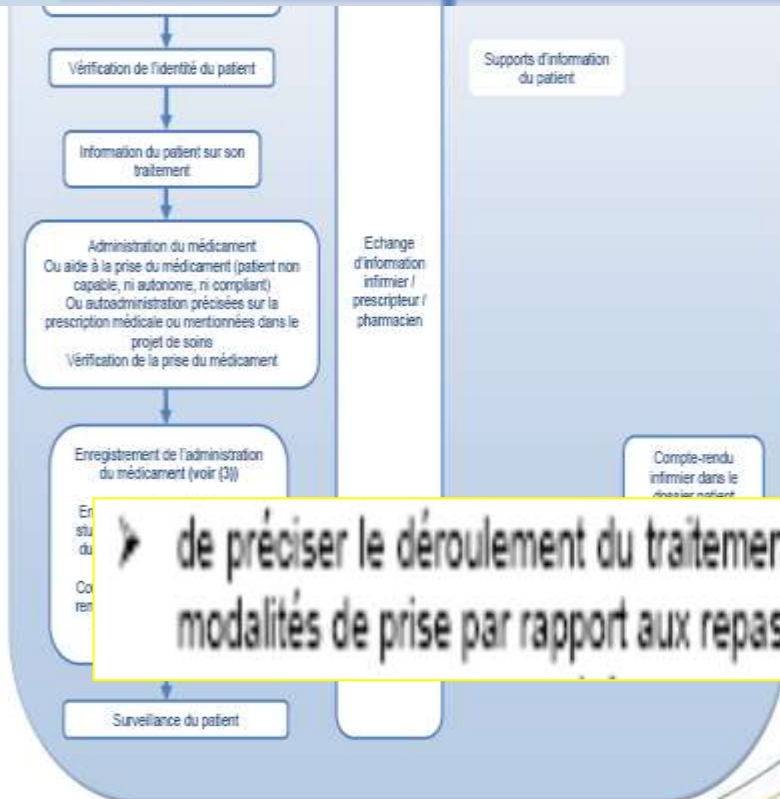 Vérification de l'identité du patient
Information du patient sur son
traitement
Administration du médicament
Ou aide à la prise du médicament (patient non
capable, ni autonome, ni compliant)
Ou autoadministration précisées sur la
prescription médicale ou mentionnées dans le
projet de soins
Vérification de la prise du médicament
Enregistrement de l'administration
du médicament (voir (3))
Surveillance du patient
Echange
d'information
infirmier /
prescripteur /
pharmacien
Supports d'information
du patient
Compte-rendu
infirmier dans le
dossier patient
➤ de préciser le déroulement du traitemen
modalités de prise par rapport aux repas